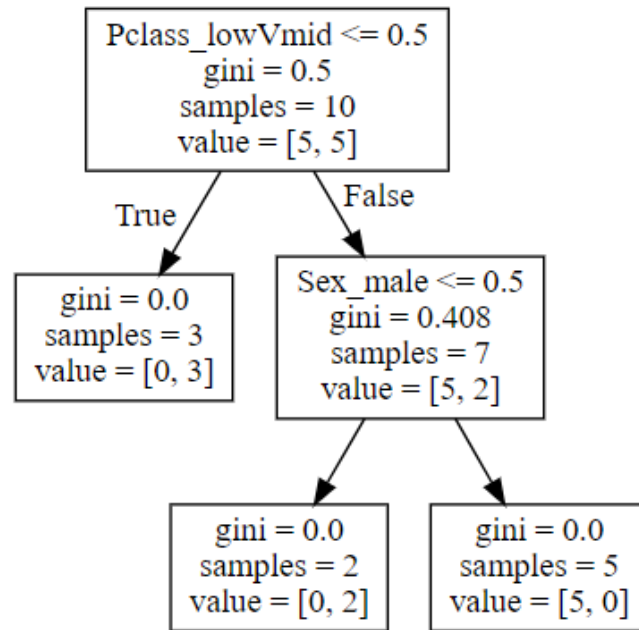 Pclass_lowVmid <= 0.5
gini = 0.5
samples = 10
value = [5, 5]
True
False
gini = 0.0
samples = 3
value = [0, 3]
Sex_male <= 0.5
gini = 0.408
samples = 7
value = [5, 2]
gini = 0.0
samples = 2
value = [0, 2]
gini = 0.0
samples = 5
value = [5, 0]